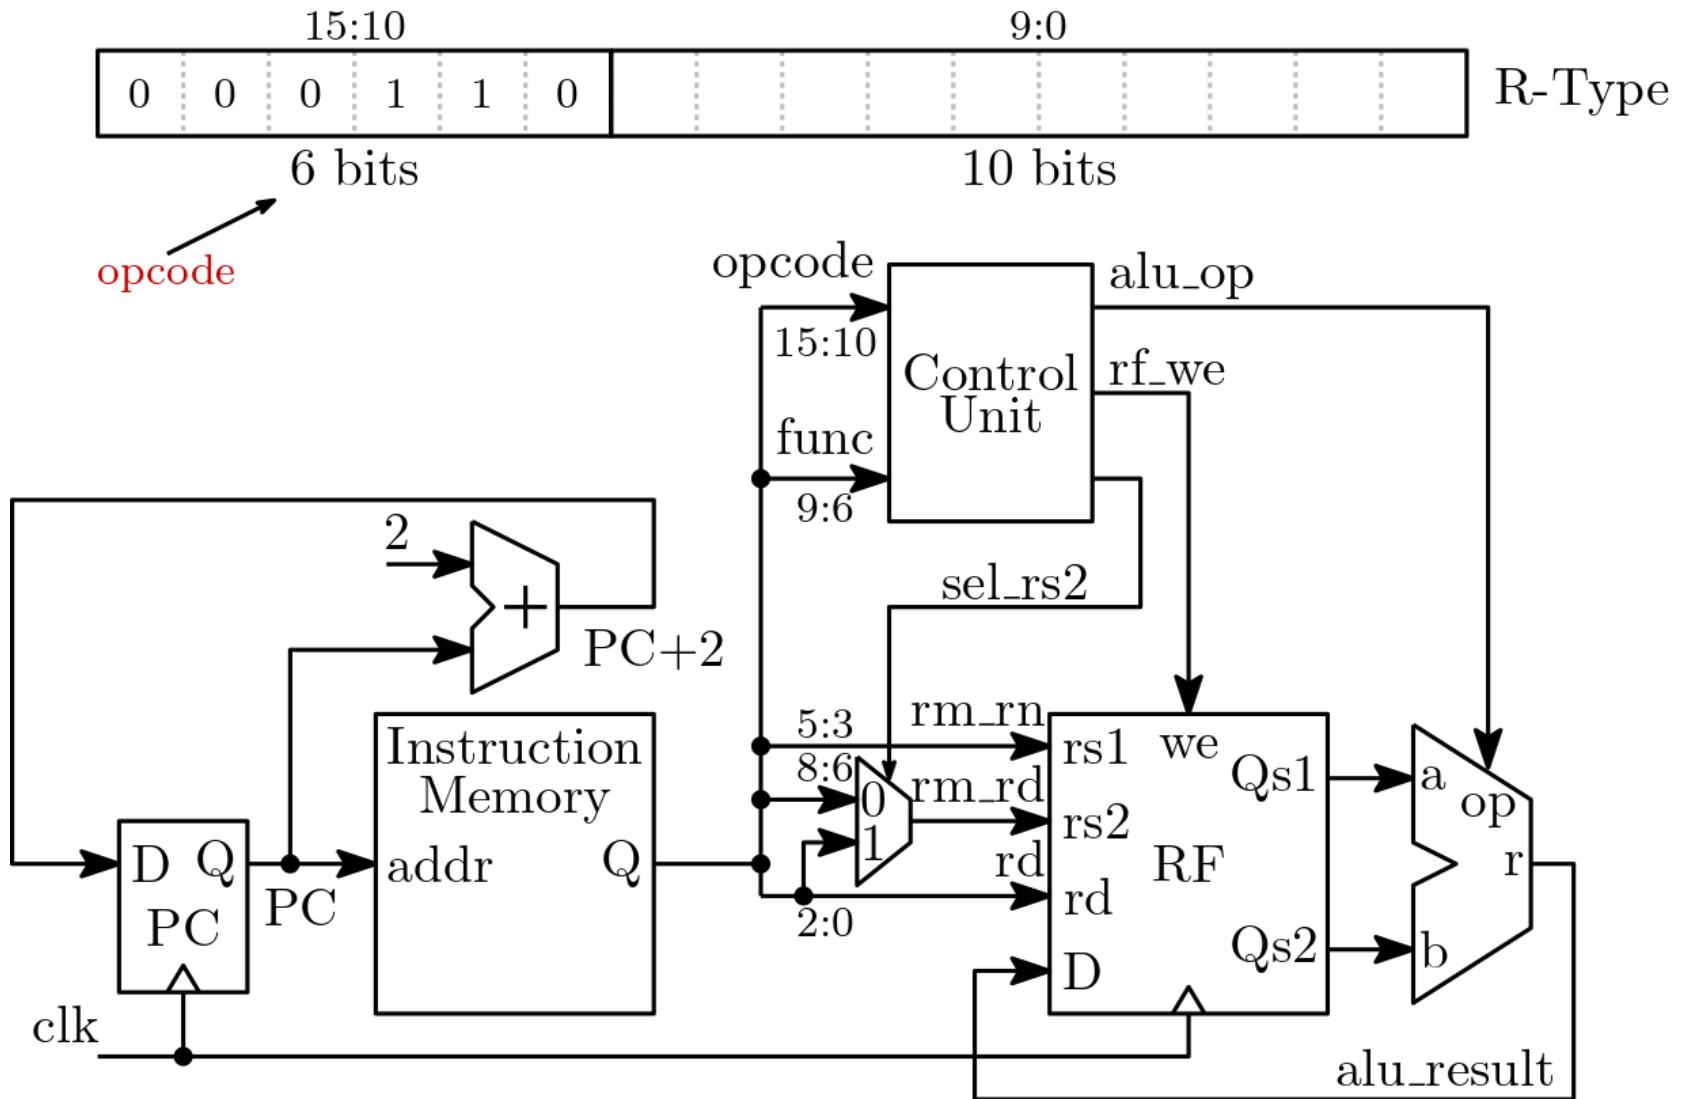 15:10 9:0
0 0 0 1 1 0 R-Type
6 bits 10 bits
opcode
opcode
15:10
func
9:6
Control
Unit
alu_op
rf_we
sel_rs2
2
+
PC+2
Instruction
Memory
addr Q
D Q
PC
PC
clk
5:3 rm_rn
8:6 rm_rd
0
1
rd
2:0
rs1 we Qs1
rs2
RF
rd
Qs2
D
a
op
r
b
alu_result